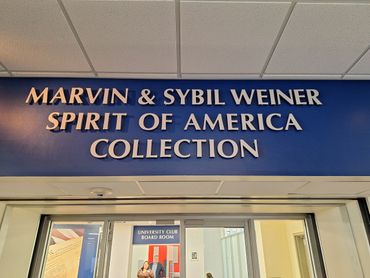 MARVIN & SYBIL WEINER
SPIRIT OF AMERICA
COLLECTION
UNIVERSITY CLUB
BOARD ROOM